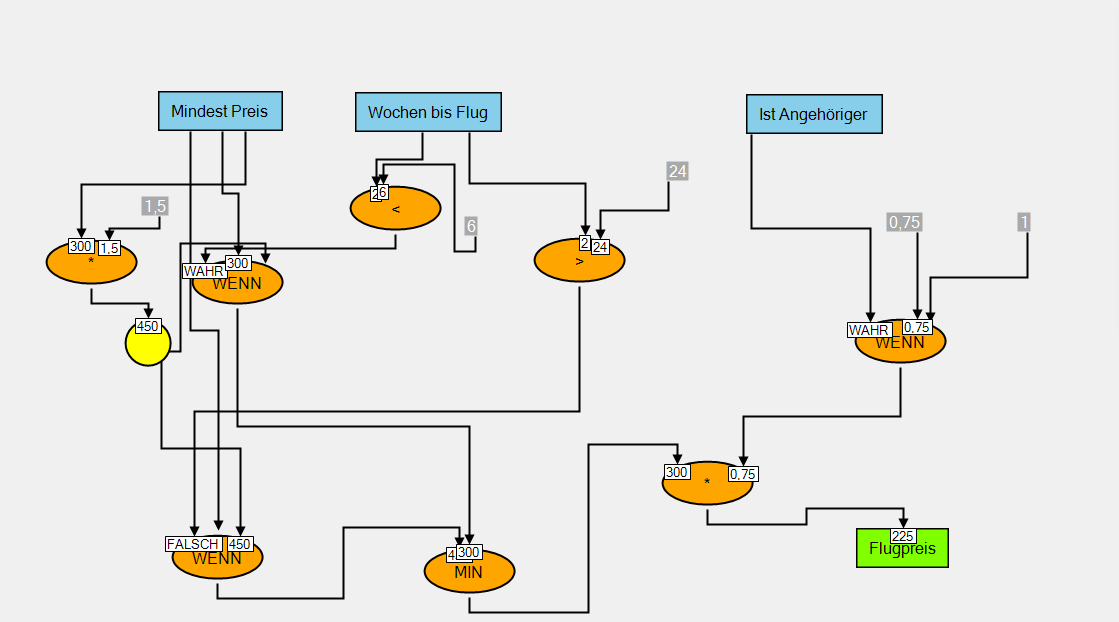 Mindest Preis
Wochen bis Flug
Ist Angehöriger
24
1,5
2
6
<
6
0,75
1
300
1,5
*
2
24
>
WAHR
300
WENN
450
WAHR
0,75
WENN
300
0,75
*
FALSCH
450
WENN
4
300
MIN
225
Flugpreis